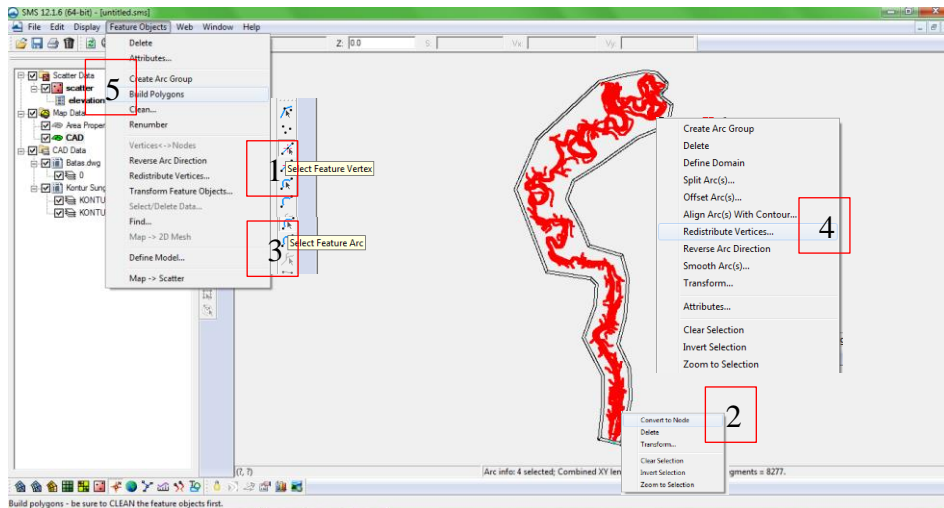 SMS 12.1.6 (64-bit) - [untitled.sms]
File Edit Display Feature Objects Web Window Help
Z: 0.0 S: Vx: Vy:
Scatter Data
scatter
elevation
Map Data
Area Proper
CAD
CAD Data
Batas.dwg
0
Kontur Sung
KONTU
KONTU
Delete
Attributes...
Create Arc Group
Build Polygons
Clean...
Renumber
Vertices<->Nodes
Reverse Arc Direction
Redistribute Vertices...
Transform Feature Objects...
Select/Delete Data...
Find...
Map -> 2D Mesh
Define Model...
Map -> Scatter
5
1
Select Feature Vertex
3
Select Feature Arc
Create Arc Group
Delete
Define Domain
Split Arc(s)...
Offset Arc(s)...
Align Arc(s) With Contour...
Redistribute Vertices...
Reverse Arc Direction
Smooth Arc(s)...
Transform...
Attributes...
Clear Selection
Invert Selection
Zoom to Selection
4
Convert to Node
Delete
Transform...
Clear Selection
Invert Selection
Zoom to Selection
2
(?, ?)
Arc info: 4 selected; Combined XY len gments = 8277.
Build polygons - be sure to CLEAN the feature objects first.